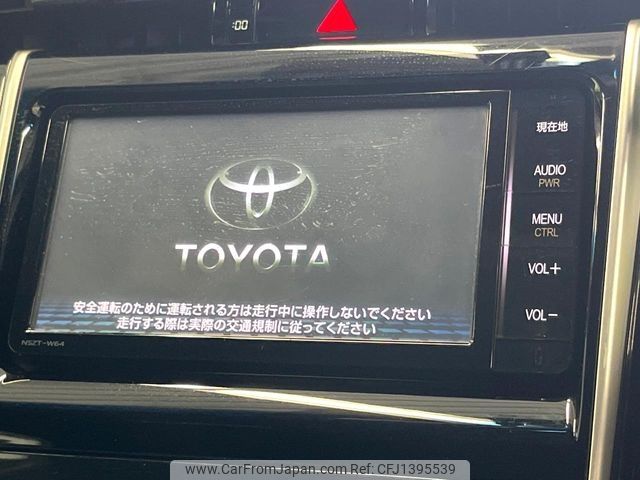 :00
現在地
AUDIO
PWR
MENU
CTRL
VOL+
VOL-
TOYOTA
安全運転のために運転される方は走行中に操作しないでください
走行する際は実際の交通規制に従ってください
NSZT-W64
www.CarFromJapan.com CFJ1395539